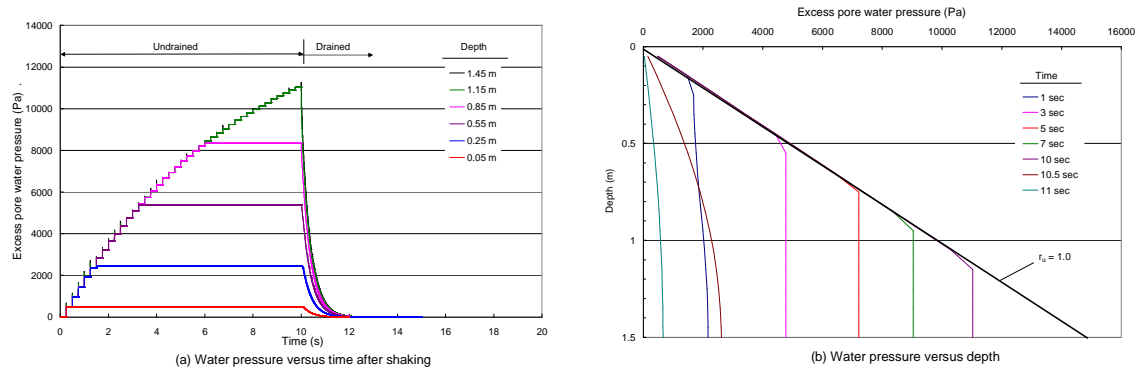 14000
12000
10000
8000
6000
4000
2000
0
Excess pore water pressure (Pa) .
Undrained
Drained
Depth
1.45 m
1.15 m
0.85 m
0.55 m
0.25 m
0.05 m
0 2 4 6 8 10 12 14 16 18 20
Time (s)
(a) Water pressure versus time after shaking
Excess pore water pressure (Pa)
0 2000 4000 6000 8000 10000 12000 14000 16000
0
0.5
1
1.5
Depth (m)
Time
1 sec
3 sec
5 sec
7 sec
10 sec
10.5 sec
11 sec
ru = 1.0
(b) Water pressure versus depth